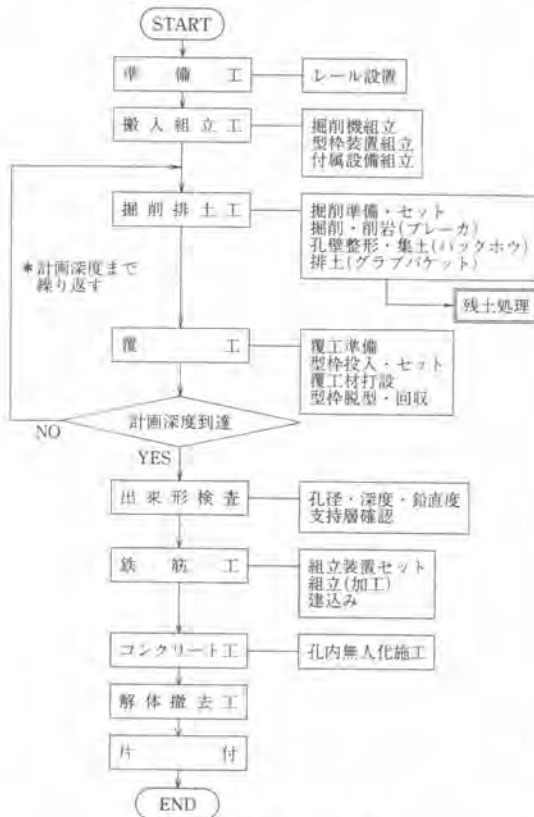 START
準備工
レール設置
搬入組立工
掘削機組立
型枠装置組立
付属設備組立
掘削排土工
掘削準備・セット
掘削・削岩(ブレーカ)
孔壁整形・集土(バックホウ)
排土(グラブバケット)
残土処理
*計画深度まで
繰り返す
覆工
覆工準備
型枠投入・セット
覆工材打設
型枠脱型・回収
計画深度到達
NO
YES
出来形検査
孔径・深度・鉛直度
支持層確認
鉄筋工
組立装置セット
組立(加工)
建込み
コンクリート工
孔内無人化施工
解体撤去工
片付
END